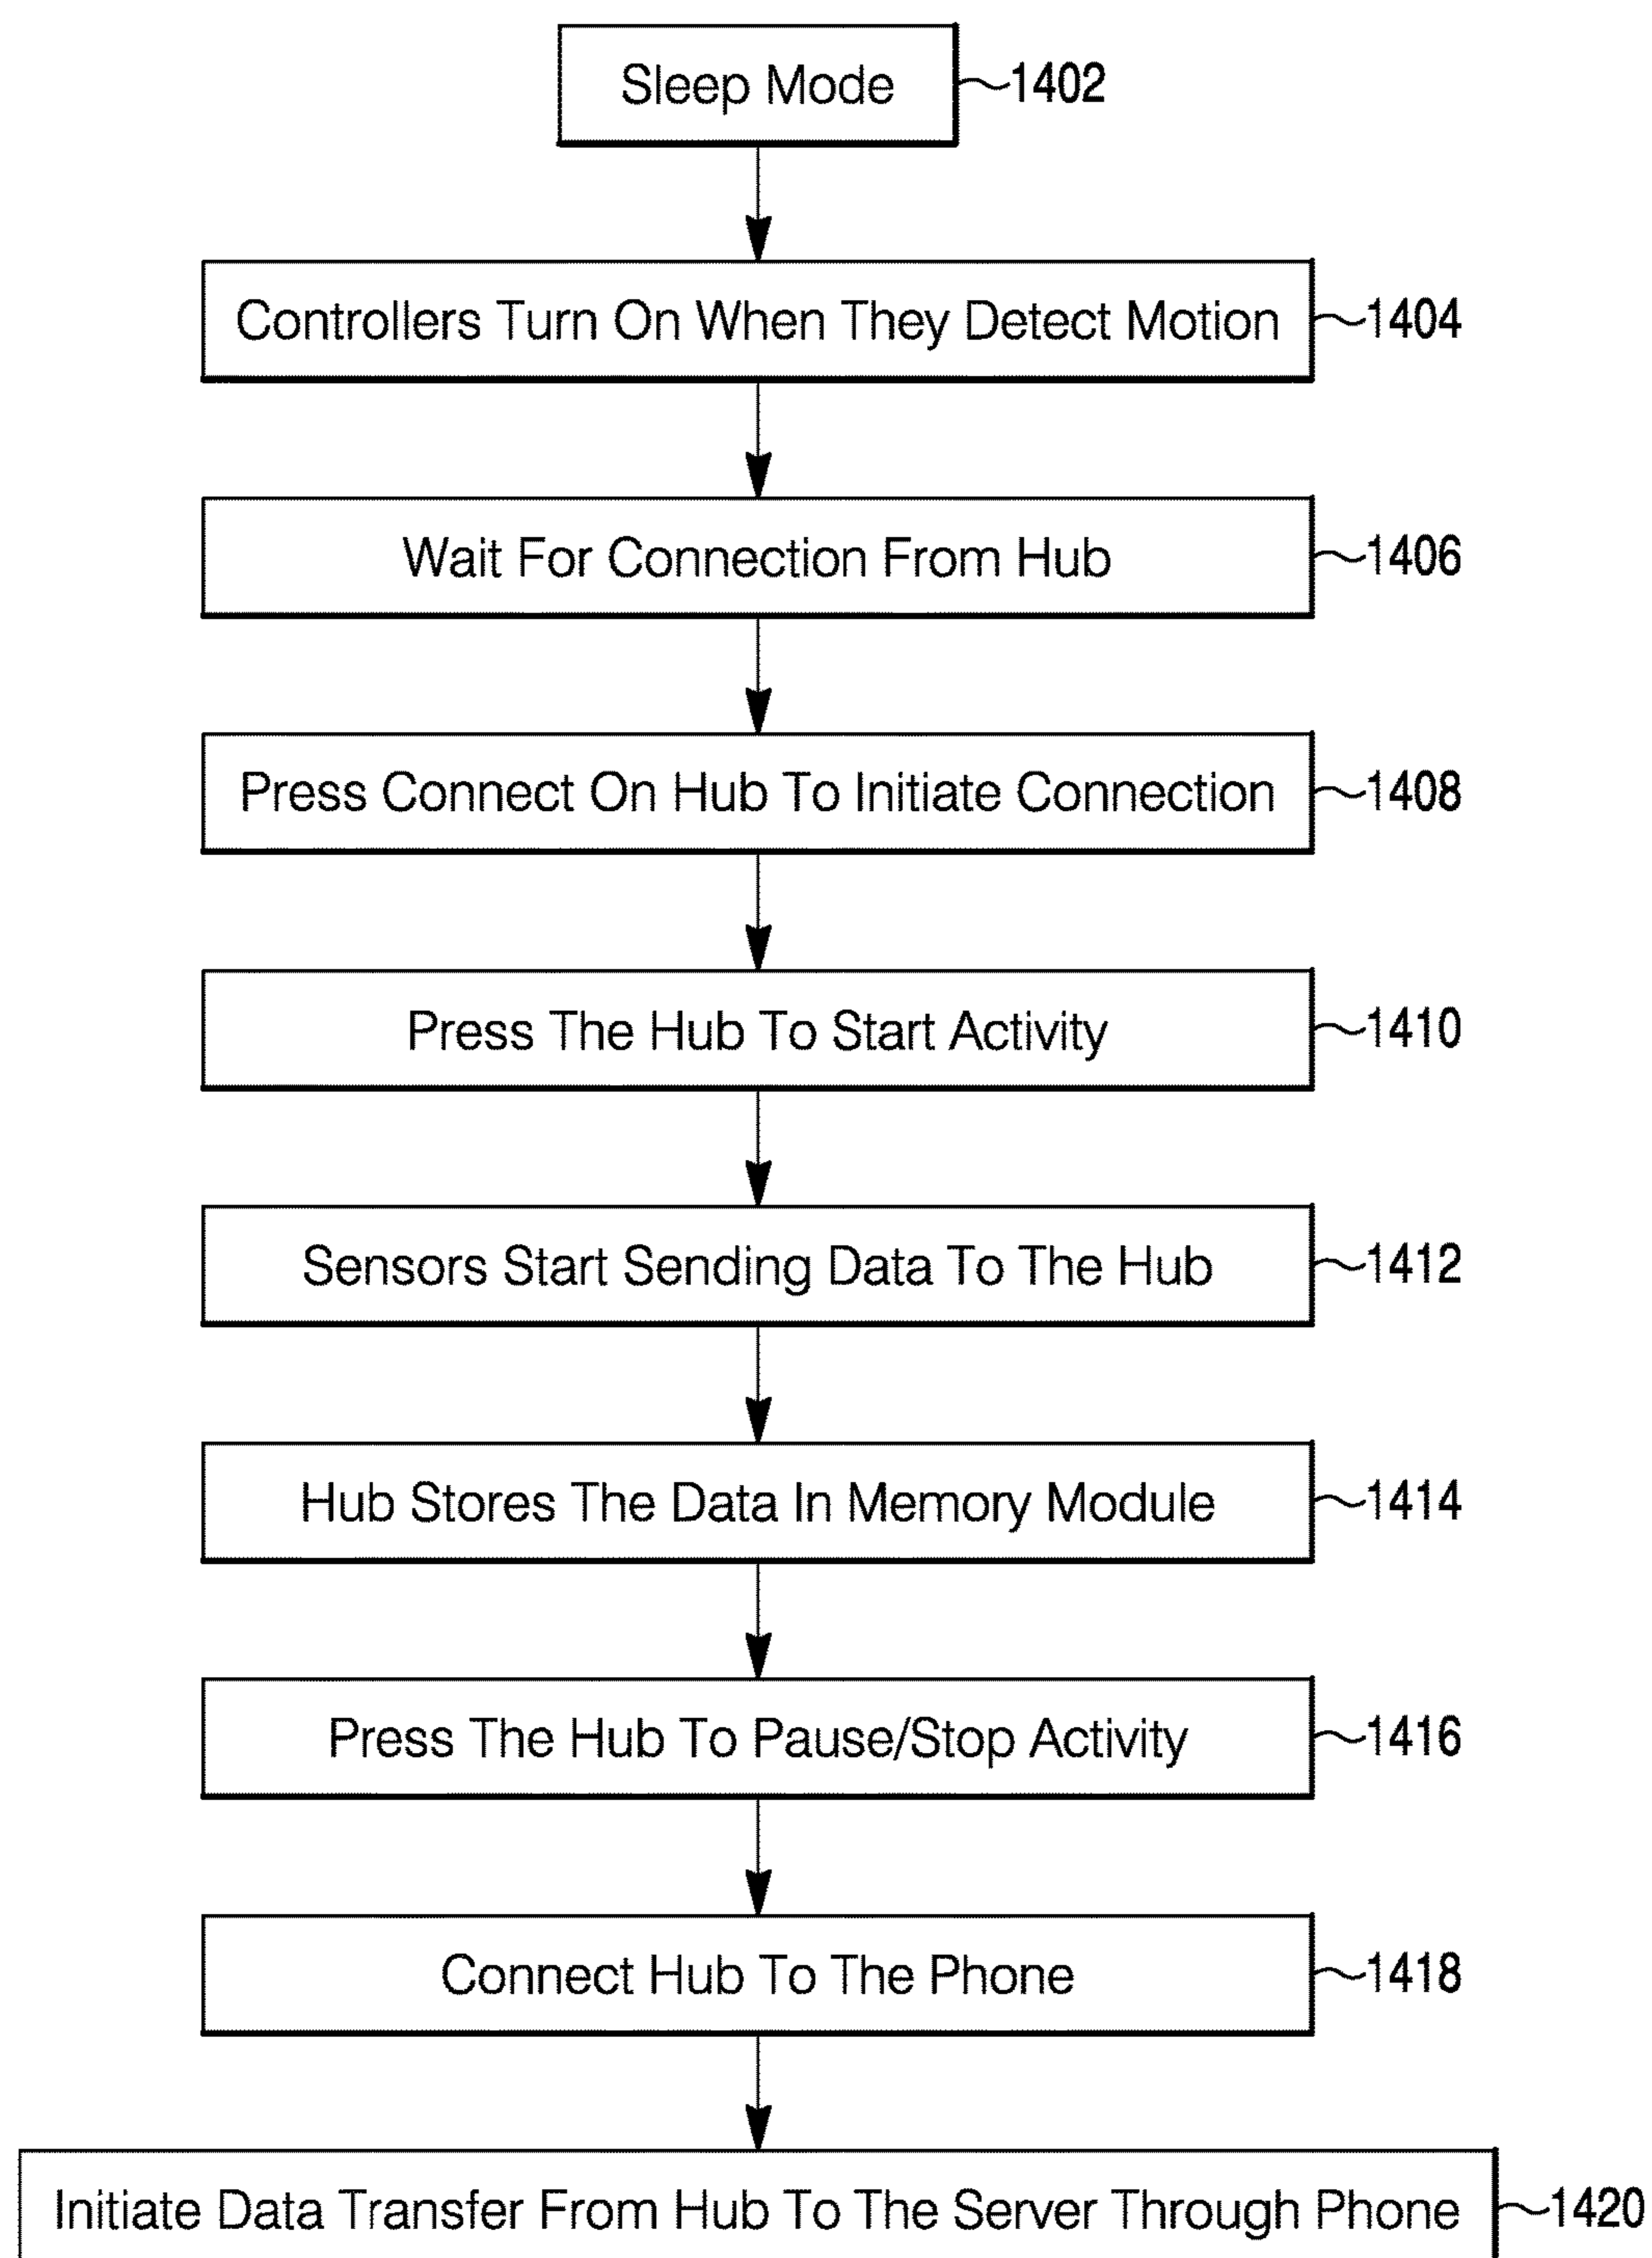 Sleep Mode 1402
Controllers Turn On When They Detect Motion 1404
Wait For Connection From Hub 1406
Press Connect On Hub To Initiate Connection 1408
Press The Hub To Start Activity 1410
Sensors Start Sending Data To The Hub 1412
Hub Stores The Data In Memory Module 1414
Press The Hub To Pause/Stop Activity 1416
Connect Hub To The Phone 1418
Initiate Data Transfer From Hub To The Server Through Phone 1420